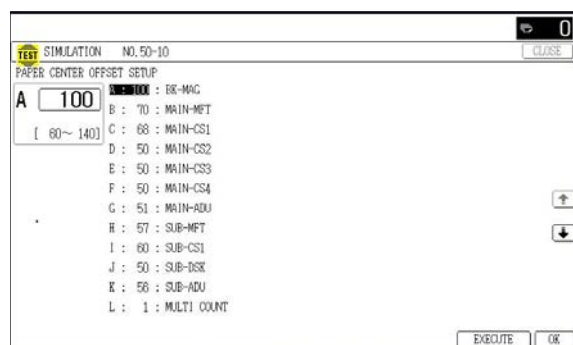 0
TEST SIMULATION NO.50-10
CLOSE
PAPER CENTER OFFSET SETUP
A 100
[ 60~ 140]
A : 100 : BK-MAG
B : 70 : MAIN-MFT
C : 68 : MAIN-CS1
D : 50 : MAIN-CS2
E : 50 : MAIN-CS3
F : 50 : MAIN-CS4
G : 51 : MAIN-ADU
H : 57 : SUB-MFT
I : 60 : SUB-CS1
J : 50 : SUB-DSK
K : 56 : SUB-ADU
L : 1 : MULTI COUNT
EXECUTE
OK